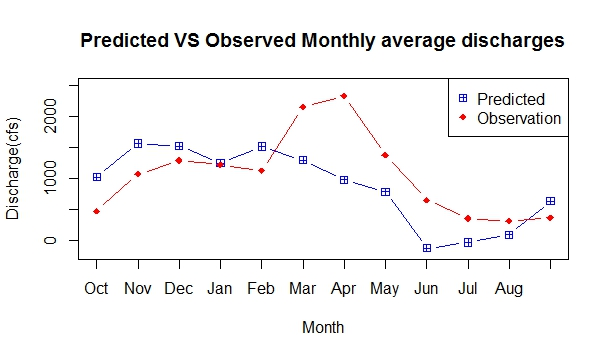 Predicted VS Observed Monthly average discharges
Predicted
Observation
Discharge(cfs)
2000
1000
0
Oct Nov Dec Jan Feb Mar Apr May Jun Jul Aug
Month